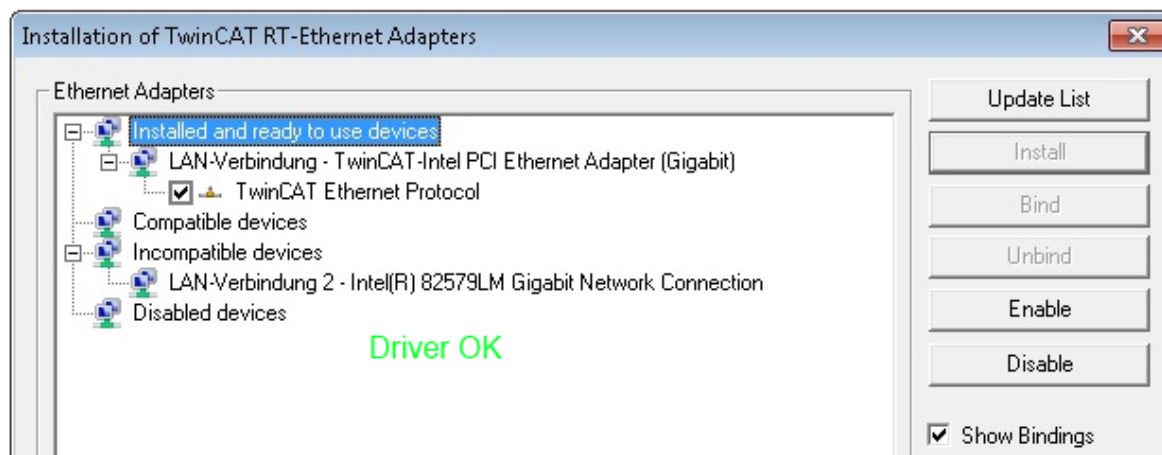 Installation of TwinCAT RT-Ethernet Adapters
Ethernet Adapters
Installed and ready to use devices
LAN-Verbindung - TwinCAT-Intel PCI Ethernet Adapter (Gigabit)
TwinCAT Ethernet Protocol
Compatible devices
Incompatible devices
LAN-Verbindung 2 - Intel(R) 82579LM Gigabit Network Connection
Disabled devices
Driver OK
Update List
Install
Bind
Unbind
Enable
Disable
Show Bindings